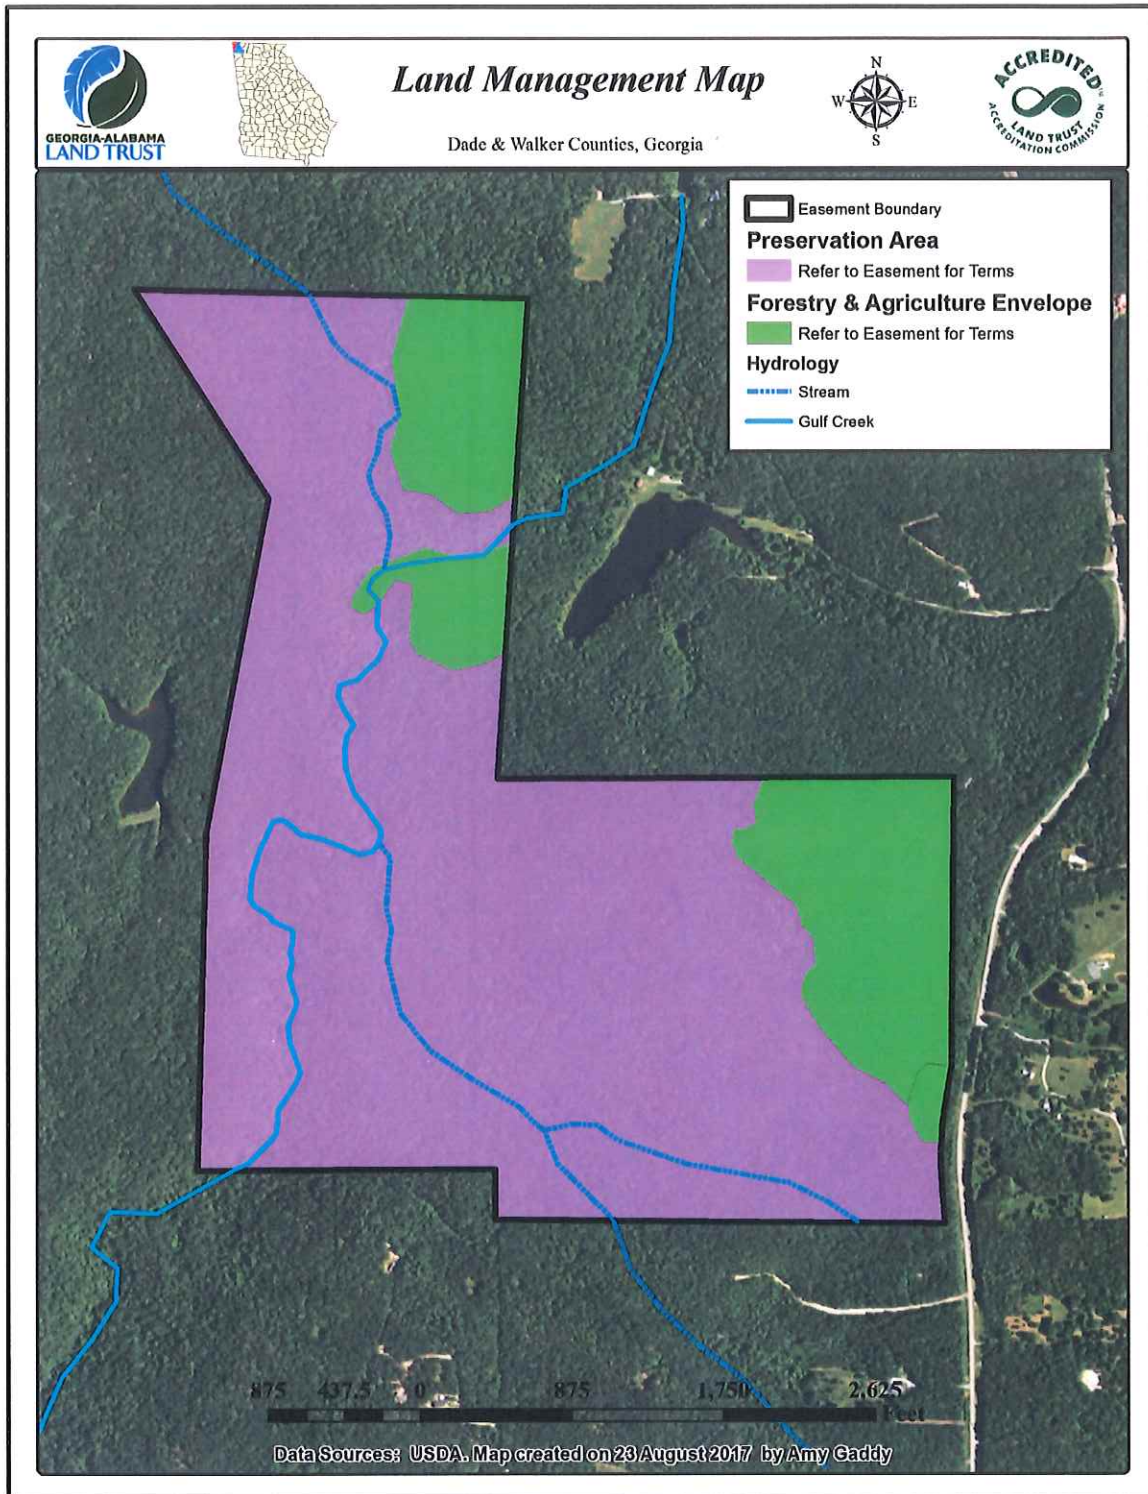 GEORGIA-ALABAMA
LAND TRUST
Land Management Map
Dade & Walker Counties, Georgia
N
W
E
S
ACCREDITED
LAND TRUST
ACCREDITATION COMMISSION
Easement Boundary
Preservation Area
Refer to Easement for Terms
Forestry & Agriculture Envelope
Refer to Easement for Terms
Hydrology
Stream
Gulf Creek
875 437.5 0 875 1,750 2,625
Feet
Data Sources: USDA. Map created on 23 August 2017 by Amy Gaddy